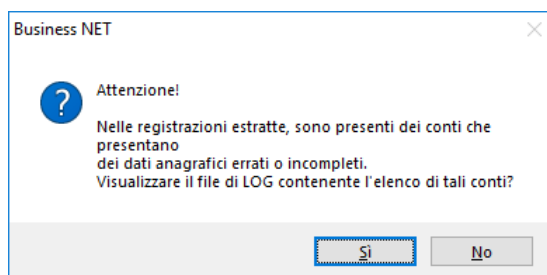 Business NET
Attenzione!
Nelle registrazioni estratte, sono presenti dei conti che
presentano
dei dati anagrafici errati o incompleti.
Visualizzare il file di LOG contenente l'elenco di tali conti?
Sì
No